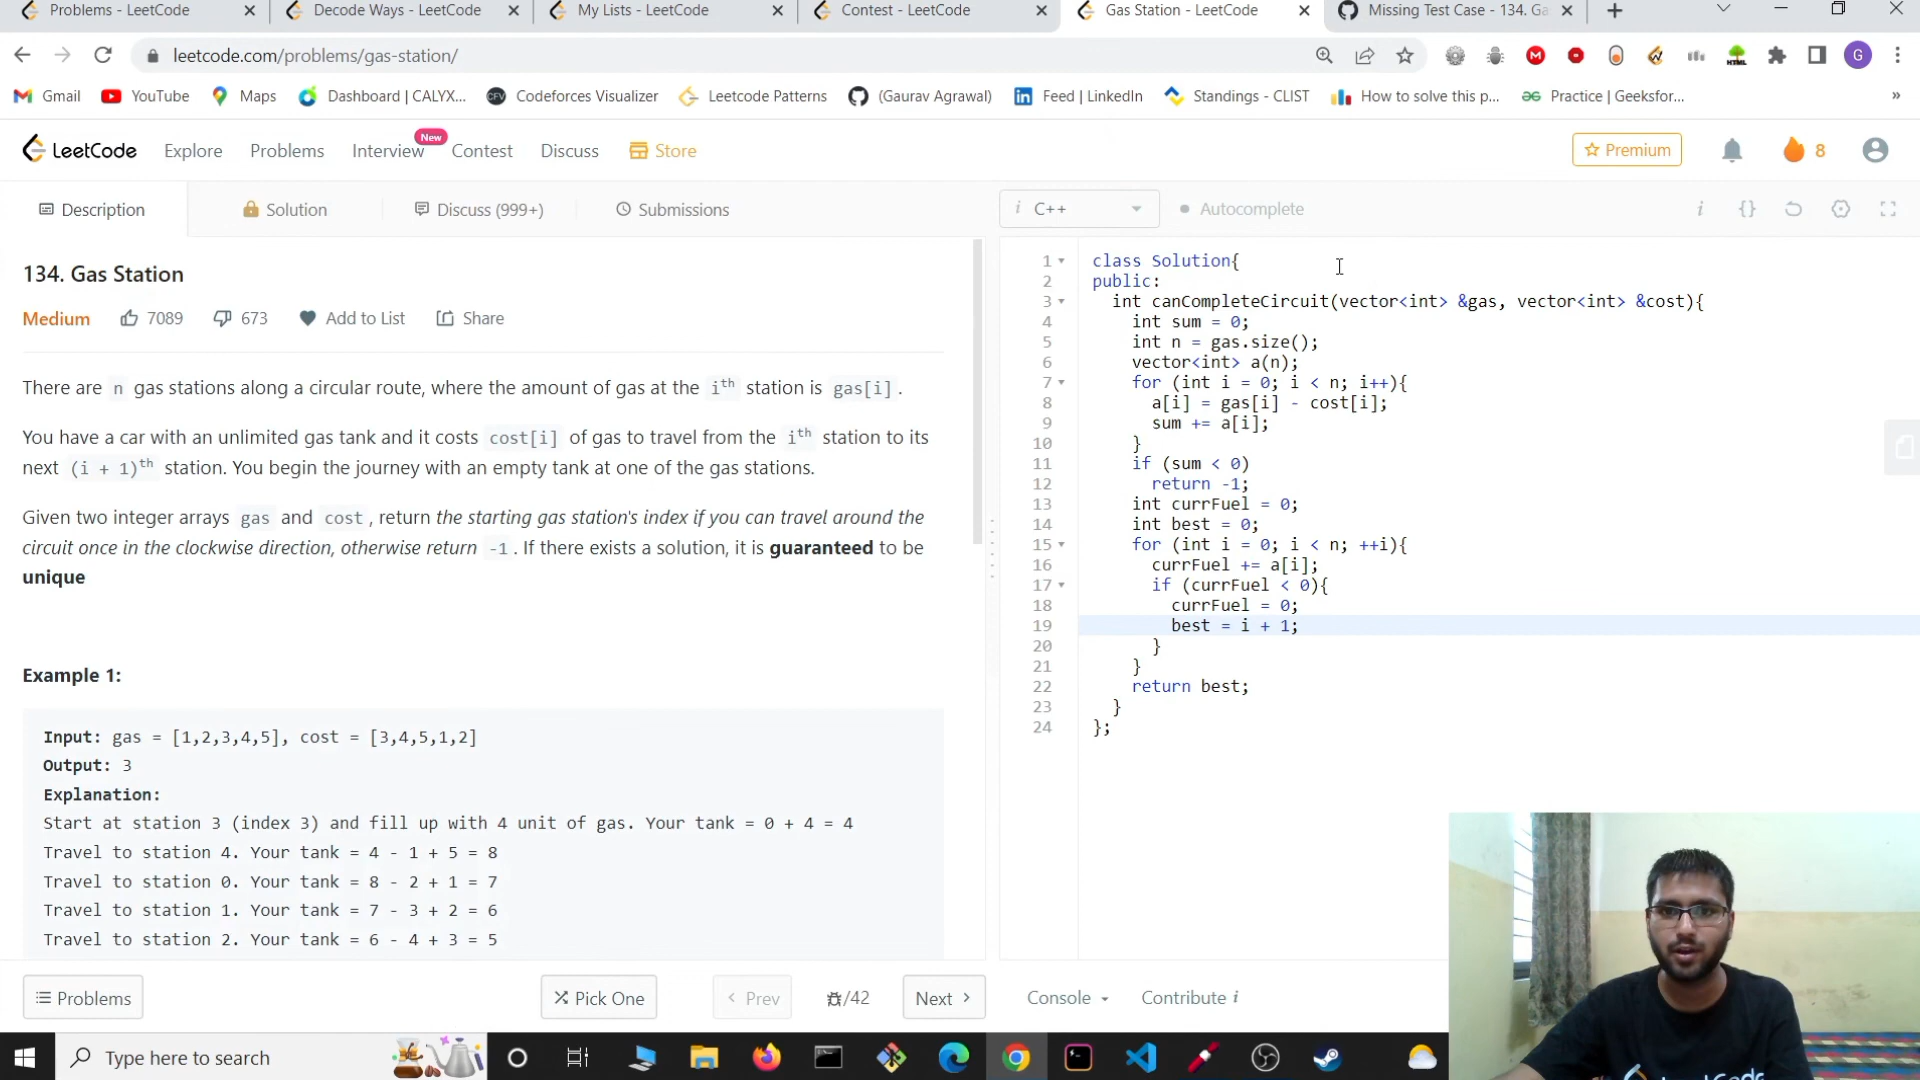 Problems - LeetCode
Decode Ways - LeetCode
My Lists - LeetCode
Contest - LeetCode
Gas Station - LeetCode
Missing Test Case - 134. Ga
leetcode.com/problems/gas-station/
G
Gmail
YouTube
Maps
Dashboard | CALYX...
Codeforces Visualizer
Leetcode Patterns
(Gaurav Agrawal)
Feed | LinkedIn
Standings - CLIST
How to solve this p...
Practice | Geeksfor...
»
LeetCode
Explore
Problems
Interview
New
Contest
Discuss
Store
Premium
8
Description
Solution
Discuss (999+)
Submissions
i C++
Autocomplete
i {}
134. Gas Station
Medium 7089 673 Add to List Share
There are n gas stations along a circular route, where the amount of gas at the ith station is gas[i].
You have a car with an unlimited gas tank and it costs cost[i] of gas to travel from the ith station to its
next (i + 1)th station. You begin the journey with an empty tank at one of the gas stations.
Given two integer arrays gas and cost, return the starting gas station's index if you can travel around the
circuit once in the clockwise direction, otherwise return -1. If there exists a solution, it is guaranteed to be
unique
Example 1:
Input: gas = [1,2,3,4,5], cost = [3,4,5,1,2]
Output: 3
Explanation:
Start at station 3 (index 3) and fill up with 4 unit of gas. Your tank = 0 + 4 = 4
Travel to station 4. Your tank = 4 - 1 + 5 = 8
Travel to station 0. Your tank = 8 - 2 + 1 = 7
Travel to station 1. Your tank = 7 - 3 + 2 = 6
Travel to station 2. Your tank = 6 - 4 + 3 = 5
1 class Solution{
2 public:
3 int canCompleteCircuit(vector<int> &gas, vector<int> &cost){
4 int sum = 0;
5 int n = gas.size();
6 vector<int> a(n);
7 for (int i = 0; i < n; i++){
8 a[i] = gas[i] - cost[i];
9 sum += a[i];
10 }
11 if (sum < 0)
12 return -1;
13 int currFuel = 0;
14 int best = 0;
15 for (int i = 0; i < n; ++i){
16 currFuel += a[i];
17 if (currFuel < 0){
18 currFuel = 0;
19 best = i + 1;
20 }
21 }
22 return best;
23 }
24 };
Problems
Pick One
Prev
/42
Next
Console
Contribute i
Type here to search